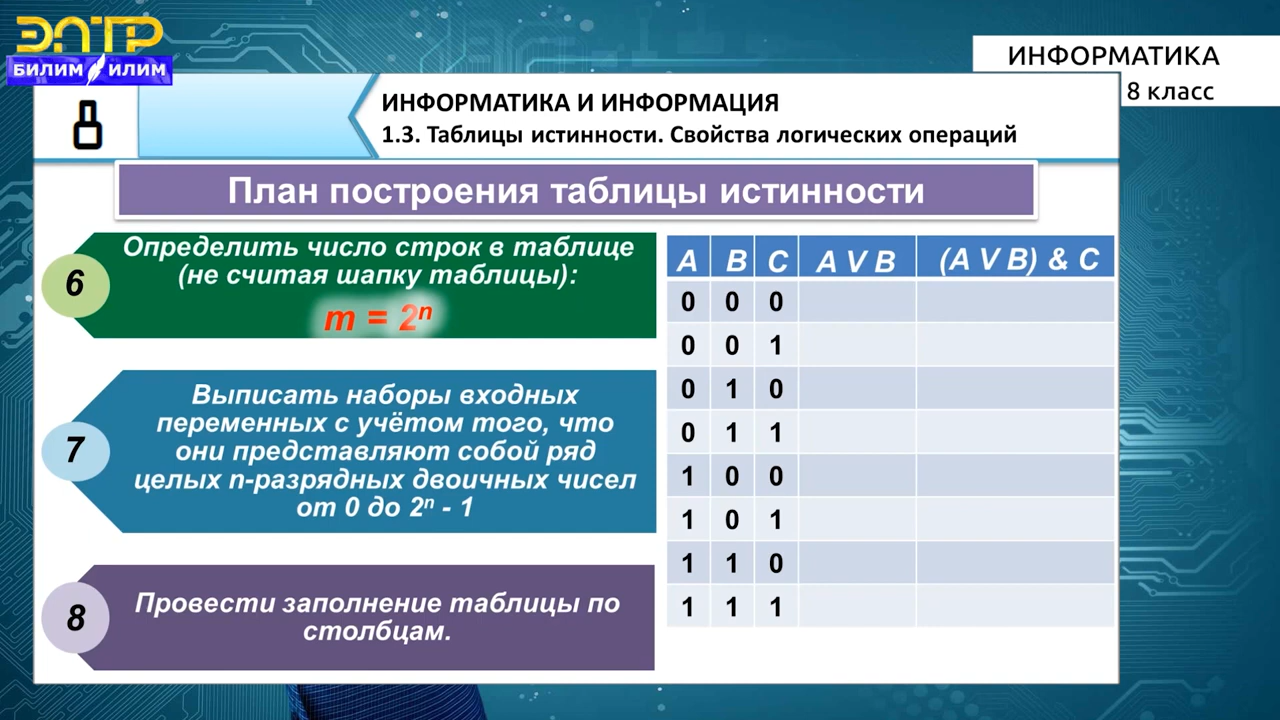 ЭЛТР
БИЛИМ ИЛИМ
ИНФОРМАТИКА
8 класс
ИНФОРМАТИКА И ИНФОРМАЦИЯ
1.3. Таблицы истинности. Свойства логических операций
План построения таблицы истинности
6
Определить число строк в таблице
(не считая шапку таблицы):
m = 2ⁿ
7
Выписать наборы входных
переменных с учётом того, что
они представляют собой ряд
целых n-разрядных двоичных чисел
от 0 до 2ⁿ - 1
8
Провести заполнение таблицы по
столбцам.
A B C A V B (A V B) & C
0 0 0
0 0 1
0 1 0
0 1 1
1 0 0
1 0 1
1 1 0
1 1 1